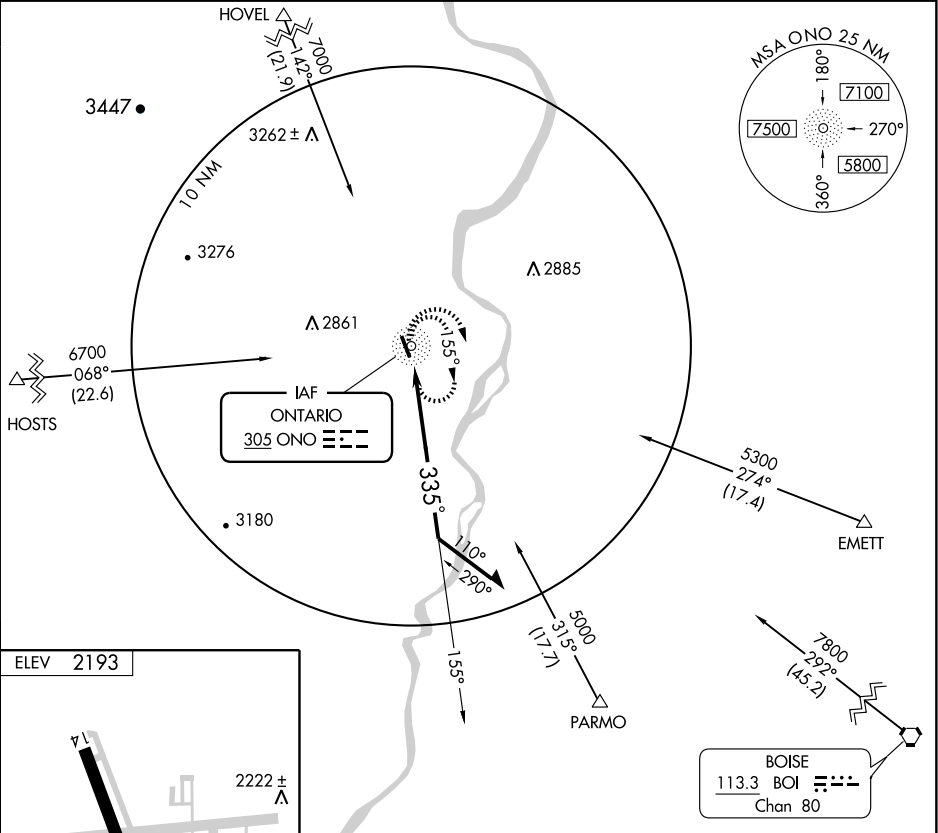 HOVEL
7000
142°
(21.9)
3447
3262 ±
10 NM
3276
2885
2861
MSA ONO 25 NM
180°
7100
7500
270°
5800
360°
6700
068°
(22.6)
HOSTS
155°
IAF
ONTARIO
305 ONO
335°
3180
110°
290°
155°
5300
274°
(17.4)
EMETT
5000
315°
(17.7)
PARMO
7800
292°
(45.2)
BOISE
113.3 BOI
Chan 80
ELEV 2193
14
2222 ±